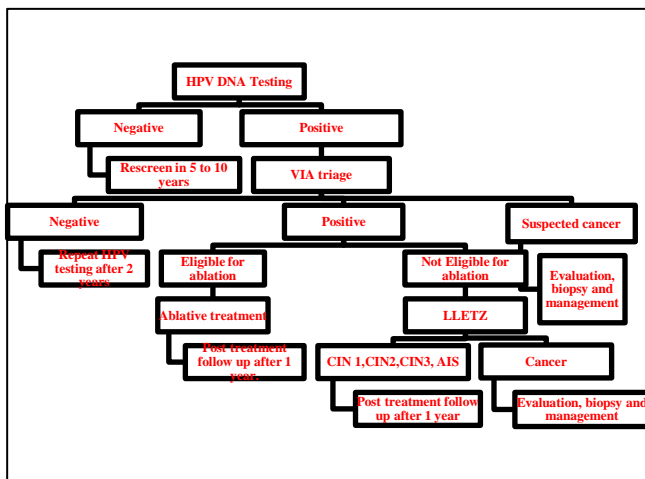 HPV DNA Testing
Negative
Positive
Rescreen in 5 to 10
years
VIA triage
Negative
Positive
Suspected cancer
Repeat HPV
testing after 2
years
Eligible for
ablation
Not Eligible for
ablation
Evaluation,
biopsy and
management
Ablative treatment
LLETZ
Post treatment
follow up after 1
year.
CIN 1,CIN2,CIN3, AIS
Cancer
Post treatment follow
up after 1 year
Evaluation, biopsy and
management